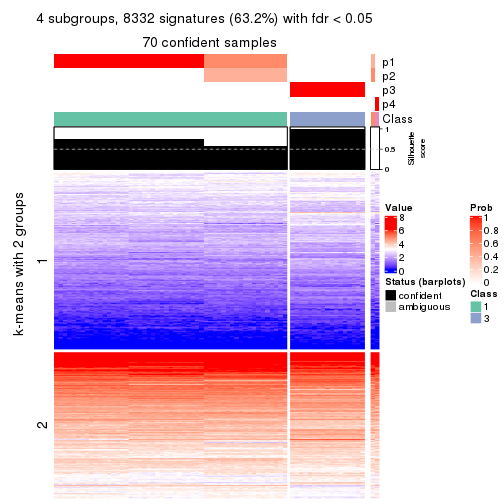 4 subgroups, 8332 signatures (63.2%) with fdr < 0.05
70 confident samples
p1
p2
p3
p4
Class
1
0.5
0
Silhouette
score
k-means with 2 groups
1
2
Value
8
6
4
2
0
Status (barplots)
confident
ambiguous
Prob
1
0.8
0.6
0.4
0.2
0
Class
1
3